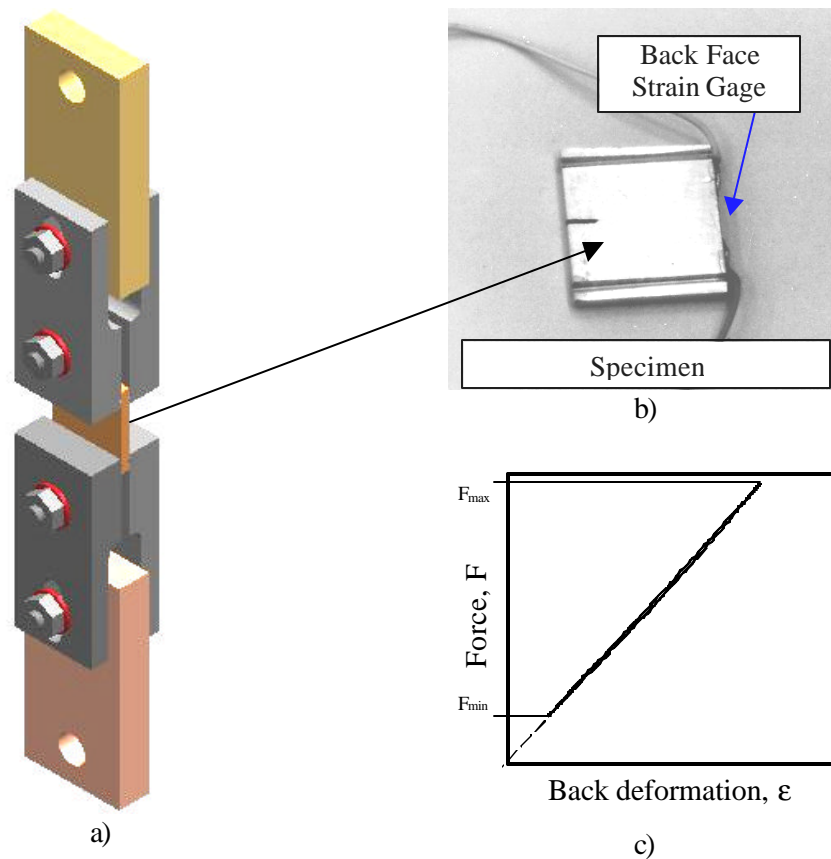 Back Face
Strain Gage
Specimen
b)
Fmax
Force, F
Fmin
Back deformation, ε
a)
c)